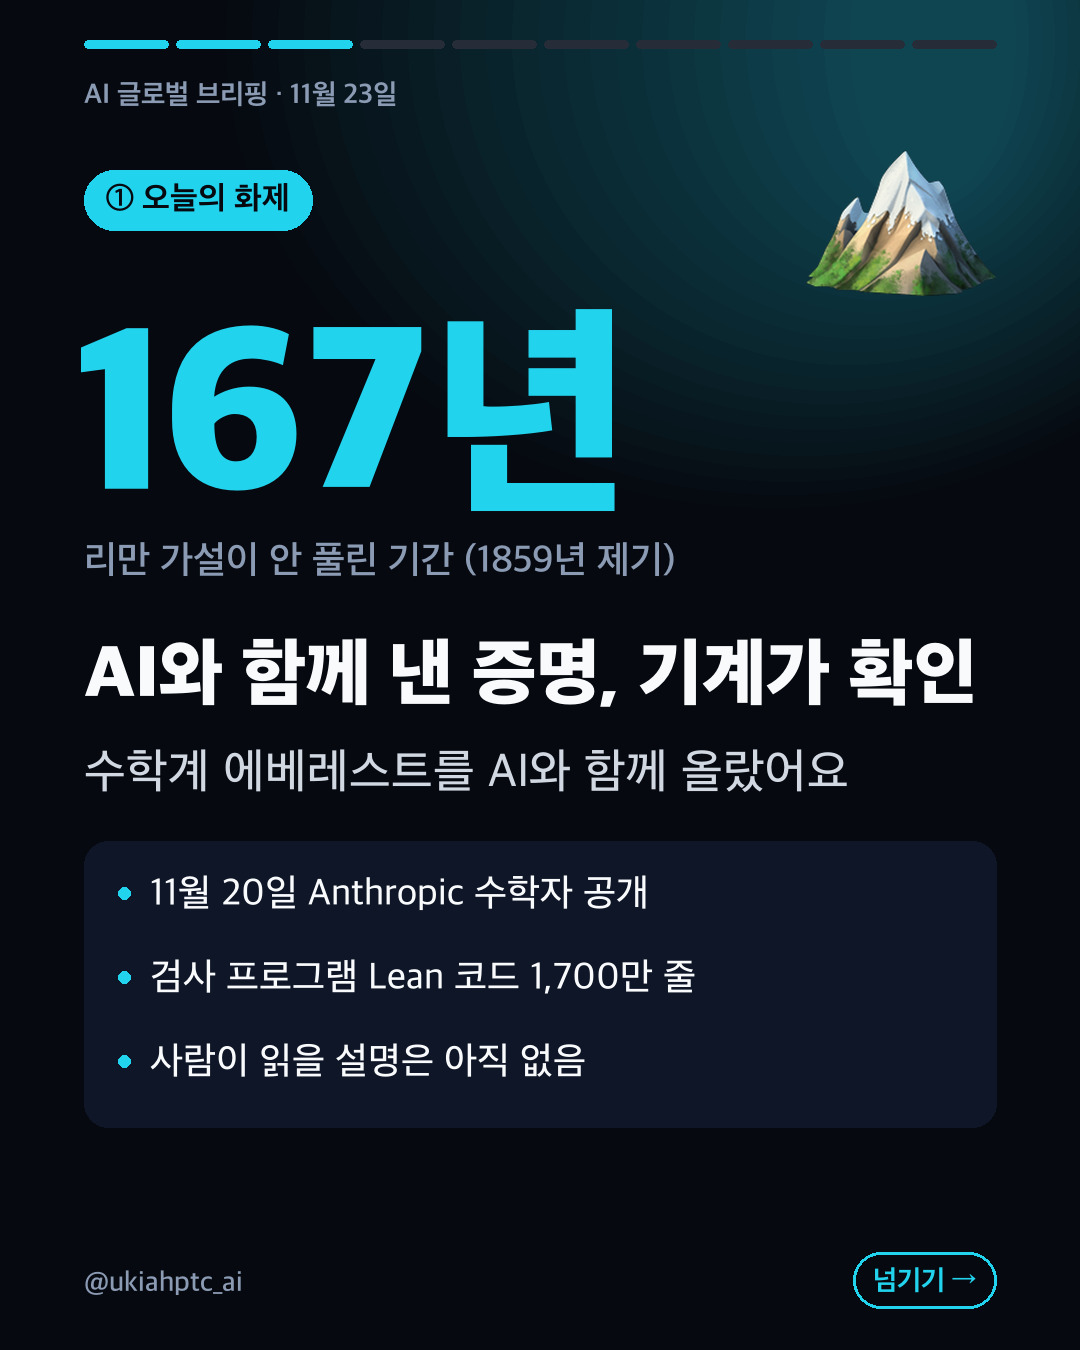 AI 글로벌 브리핑 · 11월 23일
① 오늘의 화제
167년
리만 가설이 안 풀린 기간 (1859년 제기)
AI와 함께 낸 증명, 기계가 확인
수학계 에베레스트를 AI와 함께 올랐어요
• 11월 20일 Anthropic 수학자 공개
• 검사 프로그램 Lean 코드 1,700만 줄
• 사람이 읽을 설명은 아직 없음
@ukiahptc_ai
넘기기 →